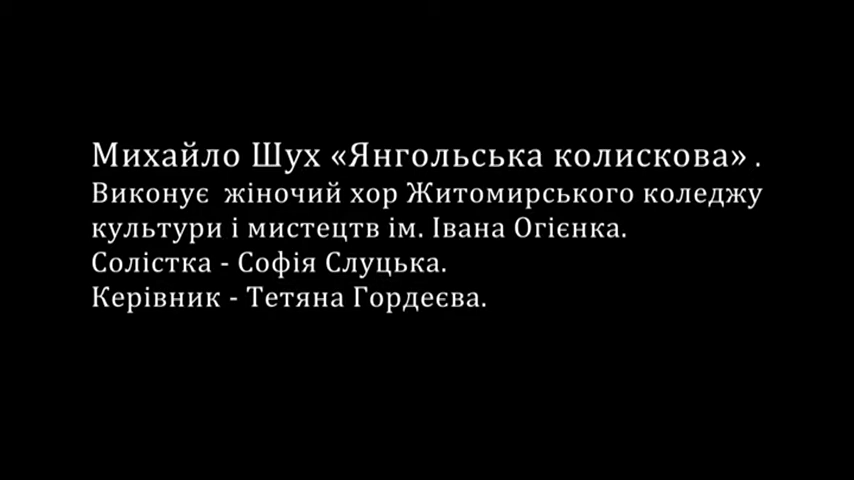 Михайло Шух «Янгольська колискова» .
Виконує жіночий хор Житомирського коледжу
культури і мистецтв ім. Івана Огієнка.
Солістка - Софія Слуцька.
Керівник - Тетяна Гордеєва.